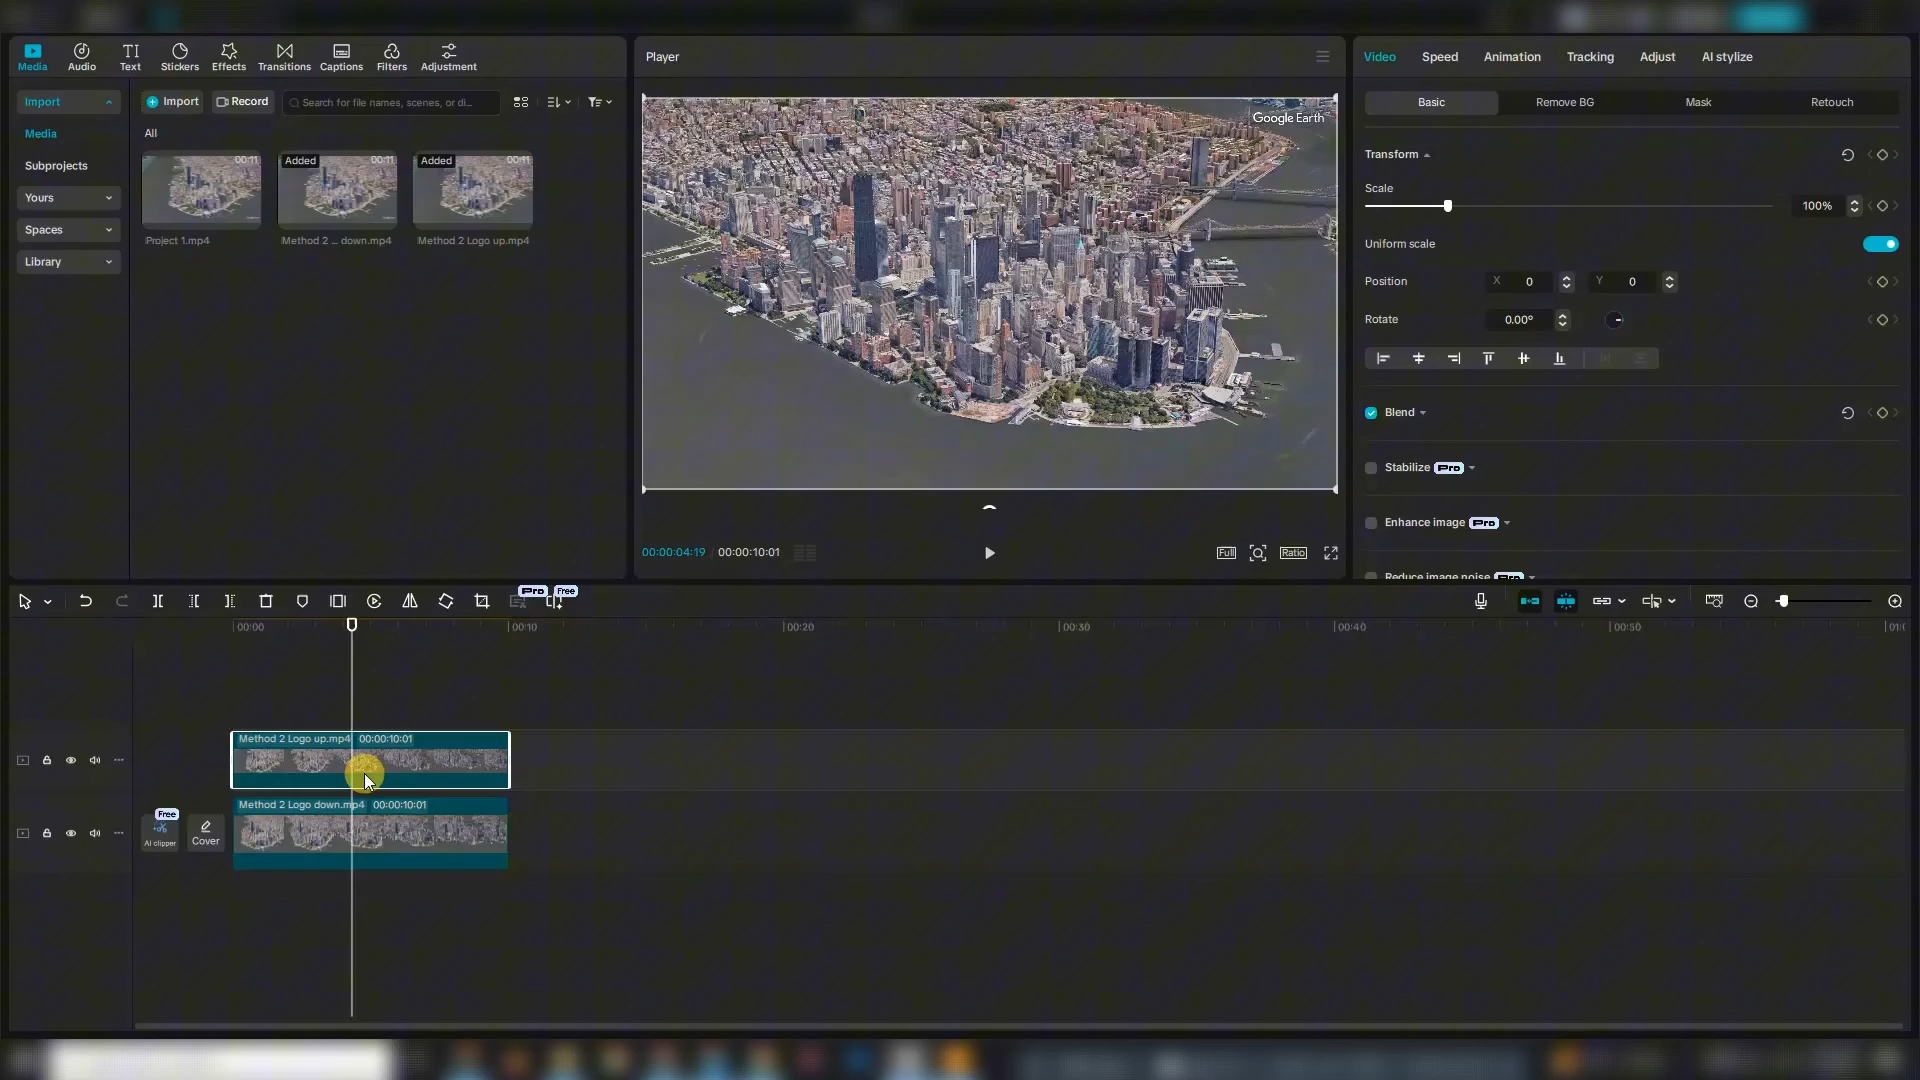 Media
Audio
Text
Stickers
Effects
Transitions
Captions
Filters
Adjustment
Import
Media
Subprojects
Yours
Spaces
Library
Import
Record
Search for file names, scenes, or di...
All
00:11
Added
00:11
Added
00:11
Project 1.mp4
Method 2 ... down.mp4
Method 2 Logo up.mp4
Player
Google Earth
00:00:04:19 / 00:00:10:01
Full
Ratio
Video
Speed
Animation
Tracking
Adjust
AI stylize
Basic
Remove BG
Mask
Retouch
Transform
Scale
100%
Uniform scale
Position
X 0
Y 0
Rotate
0.00°
Blend
Stabilize Pro
Enhance image Pro
Reduce image noise Pro
Pro
Free
00:00
00:10
00:20
00:30
00:40
00:50
Method 2 Logo up.mp4 00:00:10:01
Method 2 Logo down.mp4 00:00:10:01
Free
AI clipper
Cover